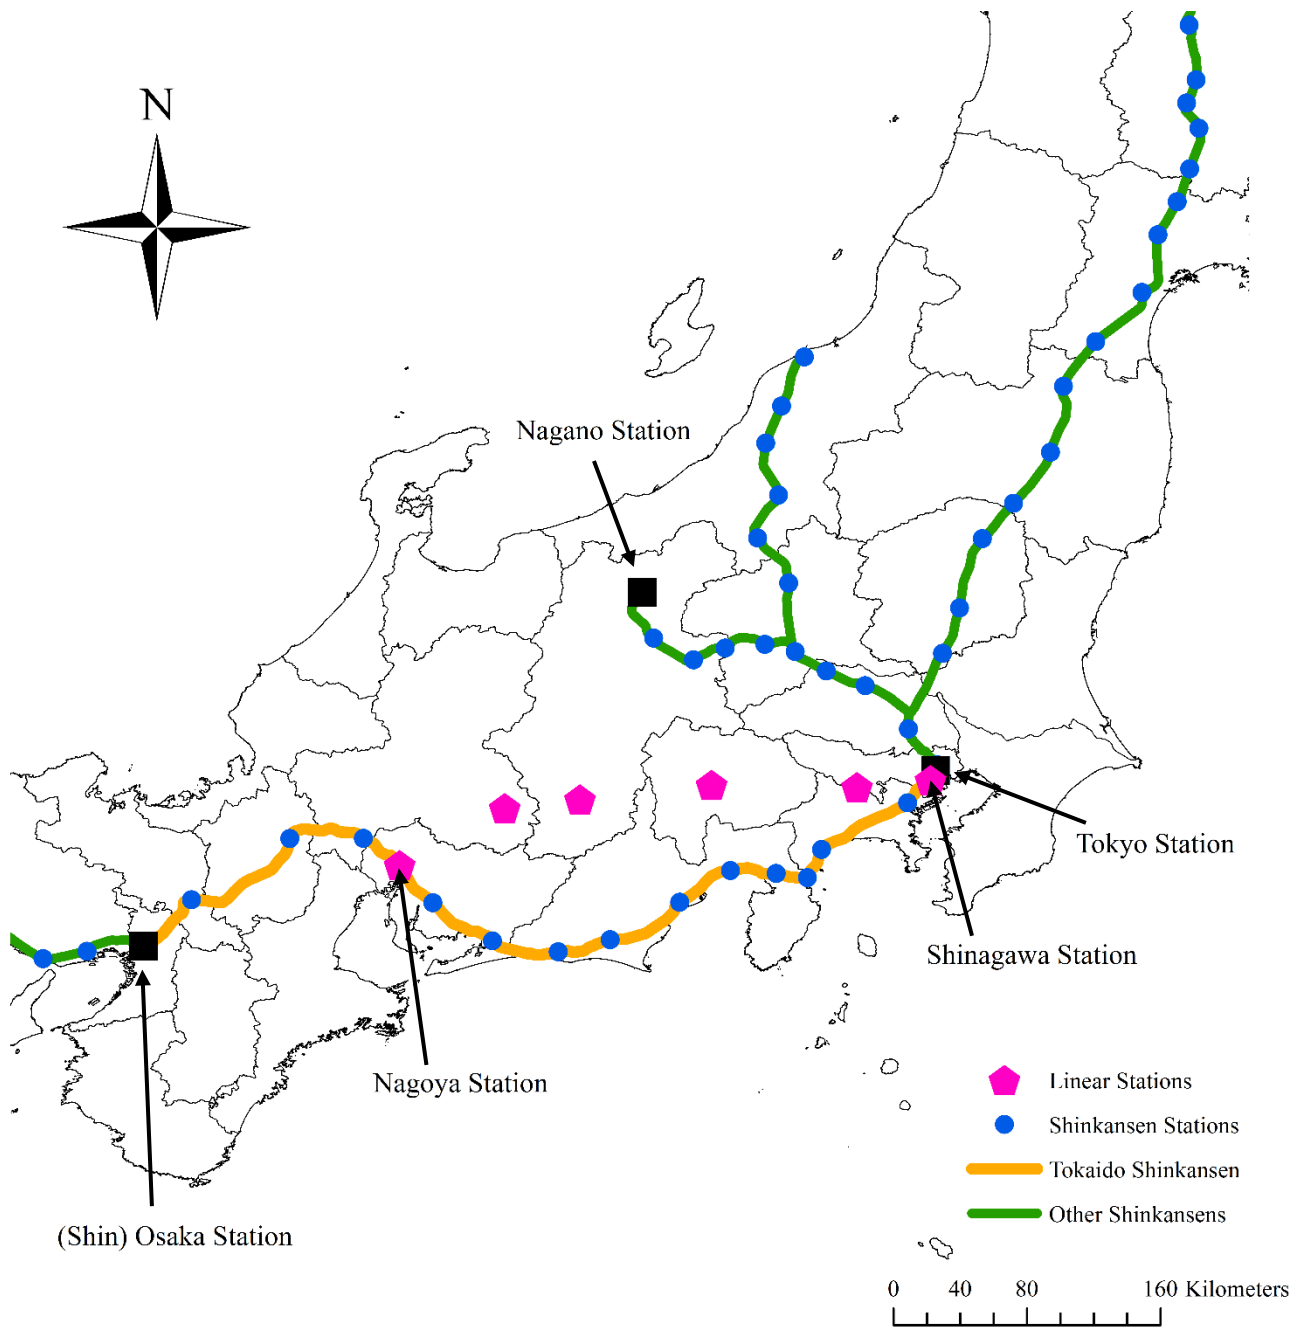 N
Nagano Station
Tokyo Station
Shinagawa Station
Nagoya Station
(Shin) Osaka Station
Linear Stations
Shinkansen Stations
Tokaido Shinkansen
Other Shinkansens
0 40 80 160 Kilometers